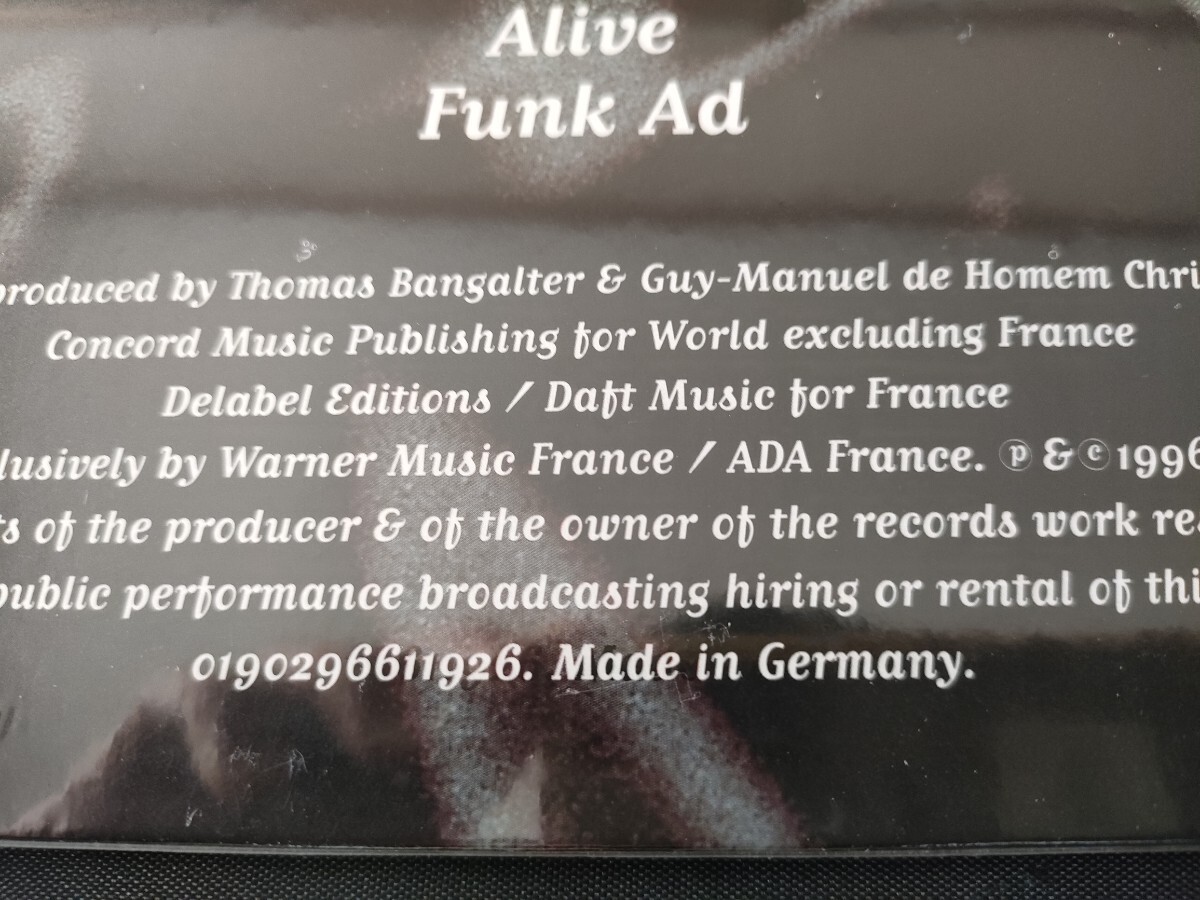 Alive
Funk Ad
produced by Thomas Bangalter & Guy-Manuel de Homem Chri
Concord Music Publishing for World excluding France
Delabel Editions / Daft Music for France
lusively by Warner Music France / ADA France. ℗ & © 1996
ts of the producer & of the owner of the records work re
public performance broadcasting hiring or rental of thi
0190296611926. Made in Germany.